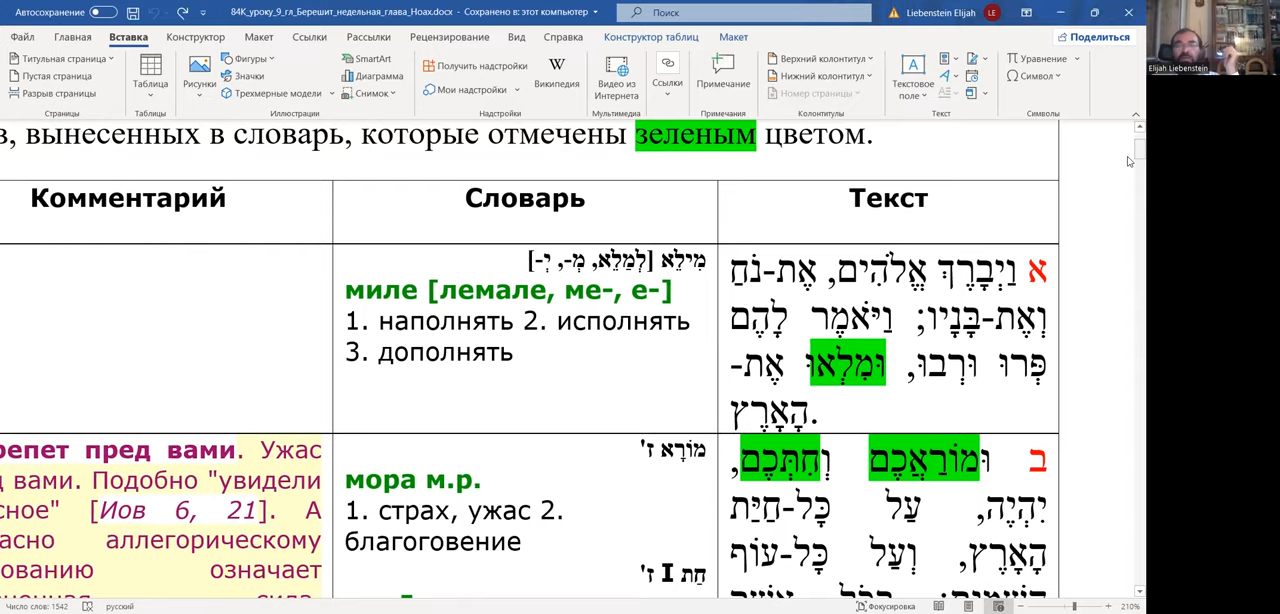 Автосохранение
84К_уроку_9_гл_Берешит_недельная_глава_Ноах.docx - Сохранено в: этот компьютер
Поиск
Liebenstein Elijah
LE
Файл Главная Вставка Конструктор Макет Ссылки Рассылки Рецензирование Вид Справка Конструктор таблиц Макет
Поделиться
Титульная страница
Пустая страница
Разрыв страницы
Страницы
Таблица
Таблицы
Рисунки
Фигуры
Значки
Трехмерные модели
SmartArt
Диаграмма
Снимок
Иллюстрации
Получить надстройки
Мои надстройки
W
Википедия
Надстройки
Видео из Интернета
Мультимедиа
Ссылки
Примечание
Примечания
Верхний колонтитул
Нижний колонтитул
Номер страницы
Колонтитулы
A
Текстовое поле
Текст
Уравнение
Символ
Символы
Elijah Liebenstein
в, вынесенных в словарь, которые отмечены зеленым цветом.
Комментарий Словарь Текст
מִילֵא [לְמַלֵּא, מְ-, יְ-]
миле [лемале, ме-, е-]
1. наполнять 2. исполнять
3. дополнять
א וַיְבָרֶךְ אֱלֹהִים, אֶת-נֹחַ
וְאֶת-בָּנָיו; וַיֹּאמֶר לָהֶם
פְּרוּ וּרְבוּ, וּמִלְאוּ אֶת-
הָאָרֶץ.
репет пред вами. Ужас
д вами. Подобно "увидели
сное" [Иов 6, 21]. А
асно аллегорическому
ованию означает
מוֹרָא ז'
мора м.р.
1. страх, ужас 2.
благоговение
חַת I ז'
ב וּמוֹרַאֲכֶם וְחִתְּכֶם,
יִהְיֶה, עַל כָּל-חַיַּת
הָאָרֶץ, וְעַל כָּל-עוֹף
Число слов: 1542 русский
Фокусировка
210%